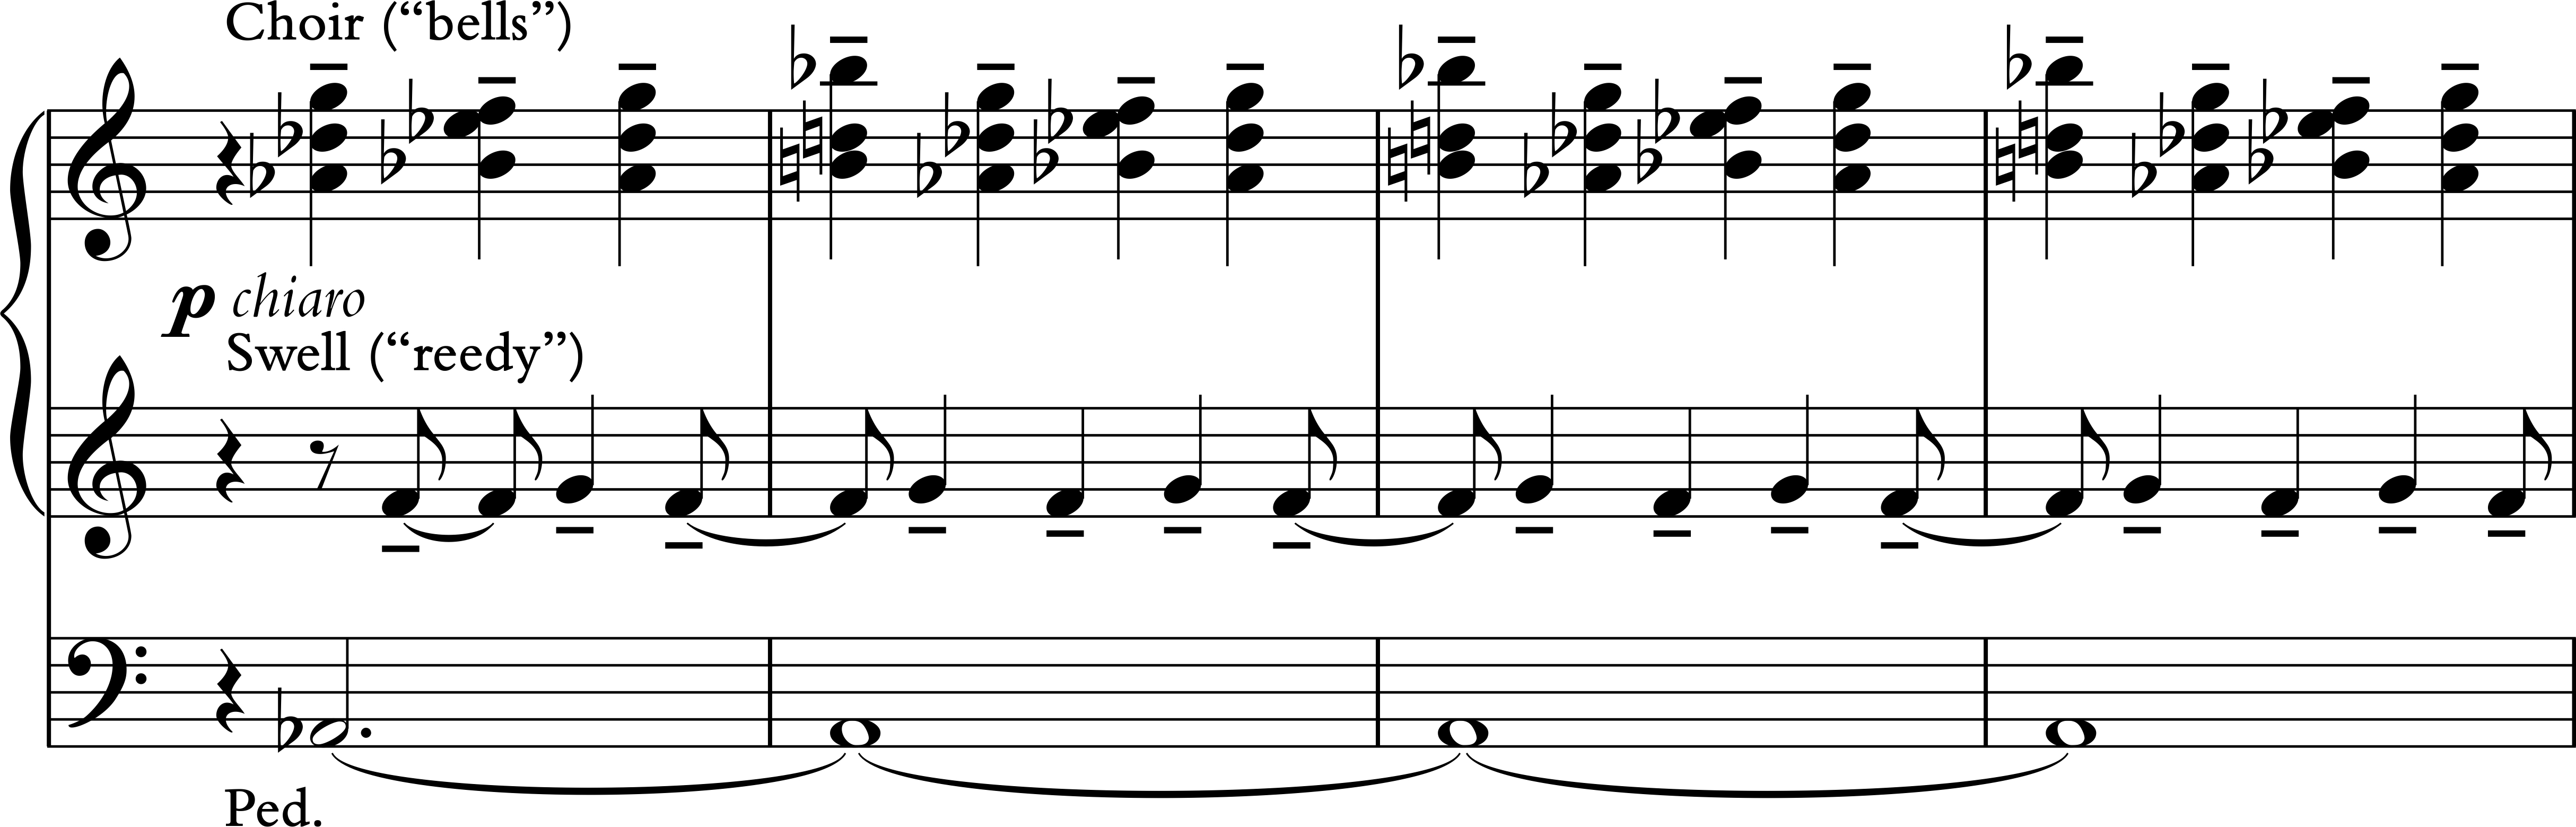 Choir (“bells”)
p chiaro
Swell (“reedy”)
Ped.